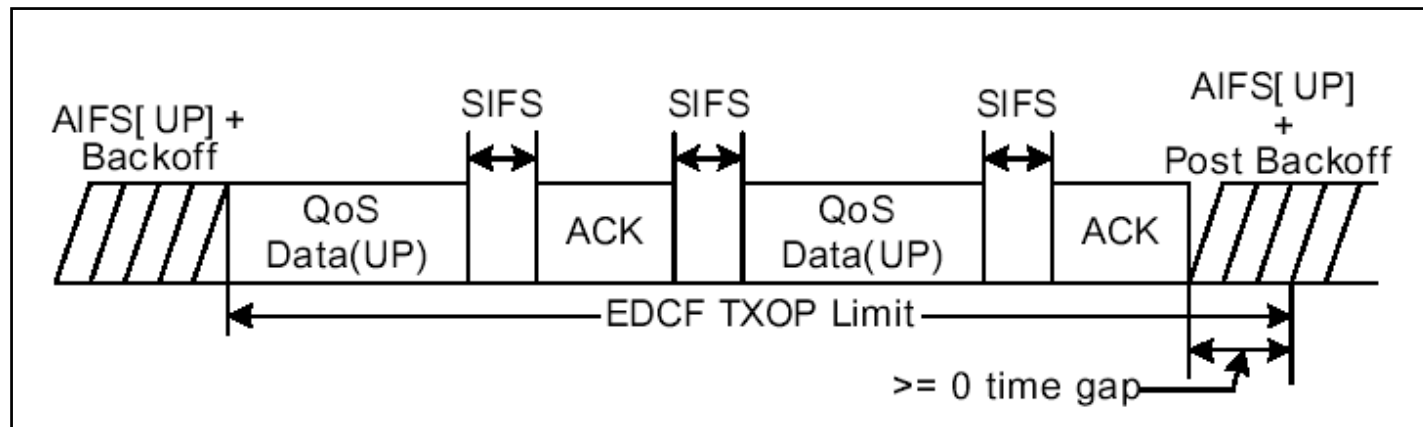 AIFS[ UP] +
Backoff
SIFS
SIFS
SIFS
AIFS[ UP]
+
Post Backoff
QoS
Data(UP)
ACK
QoS
Data(UP)
ACK
EDCF TXOP Limit
>= 0 time gap